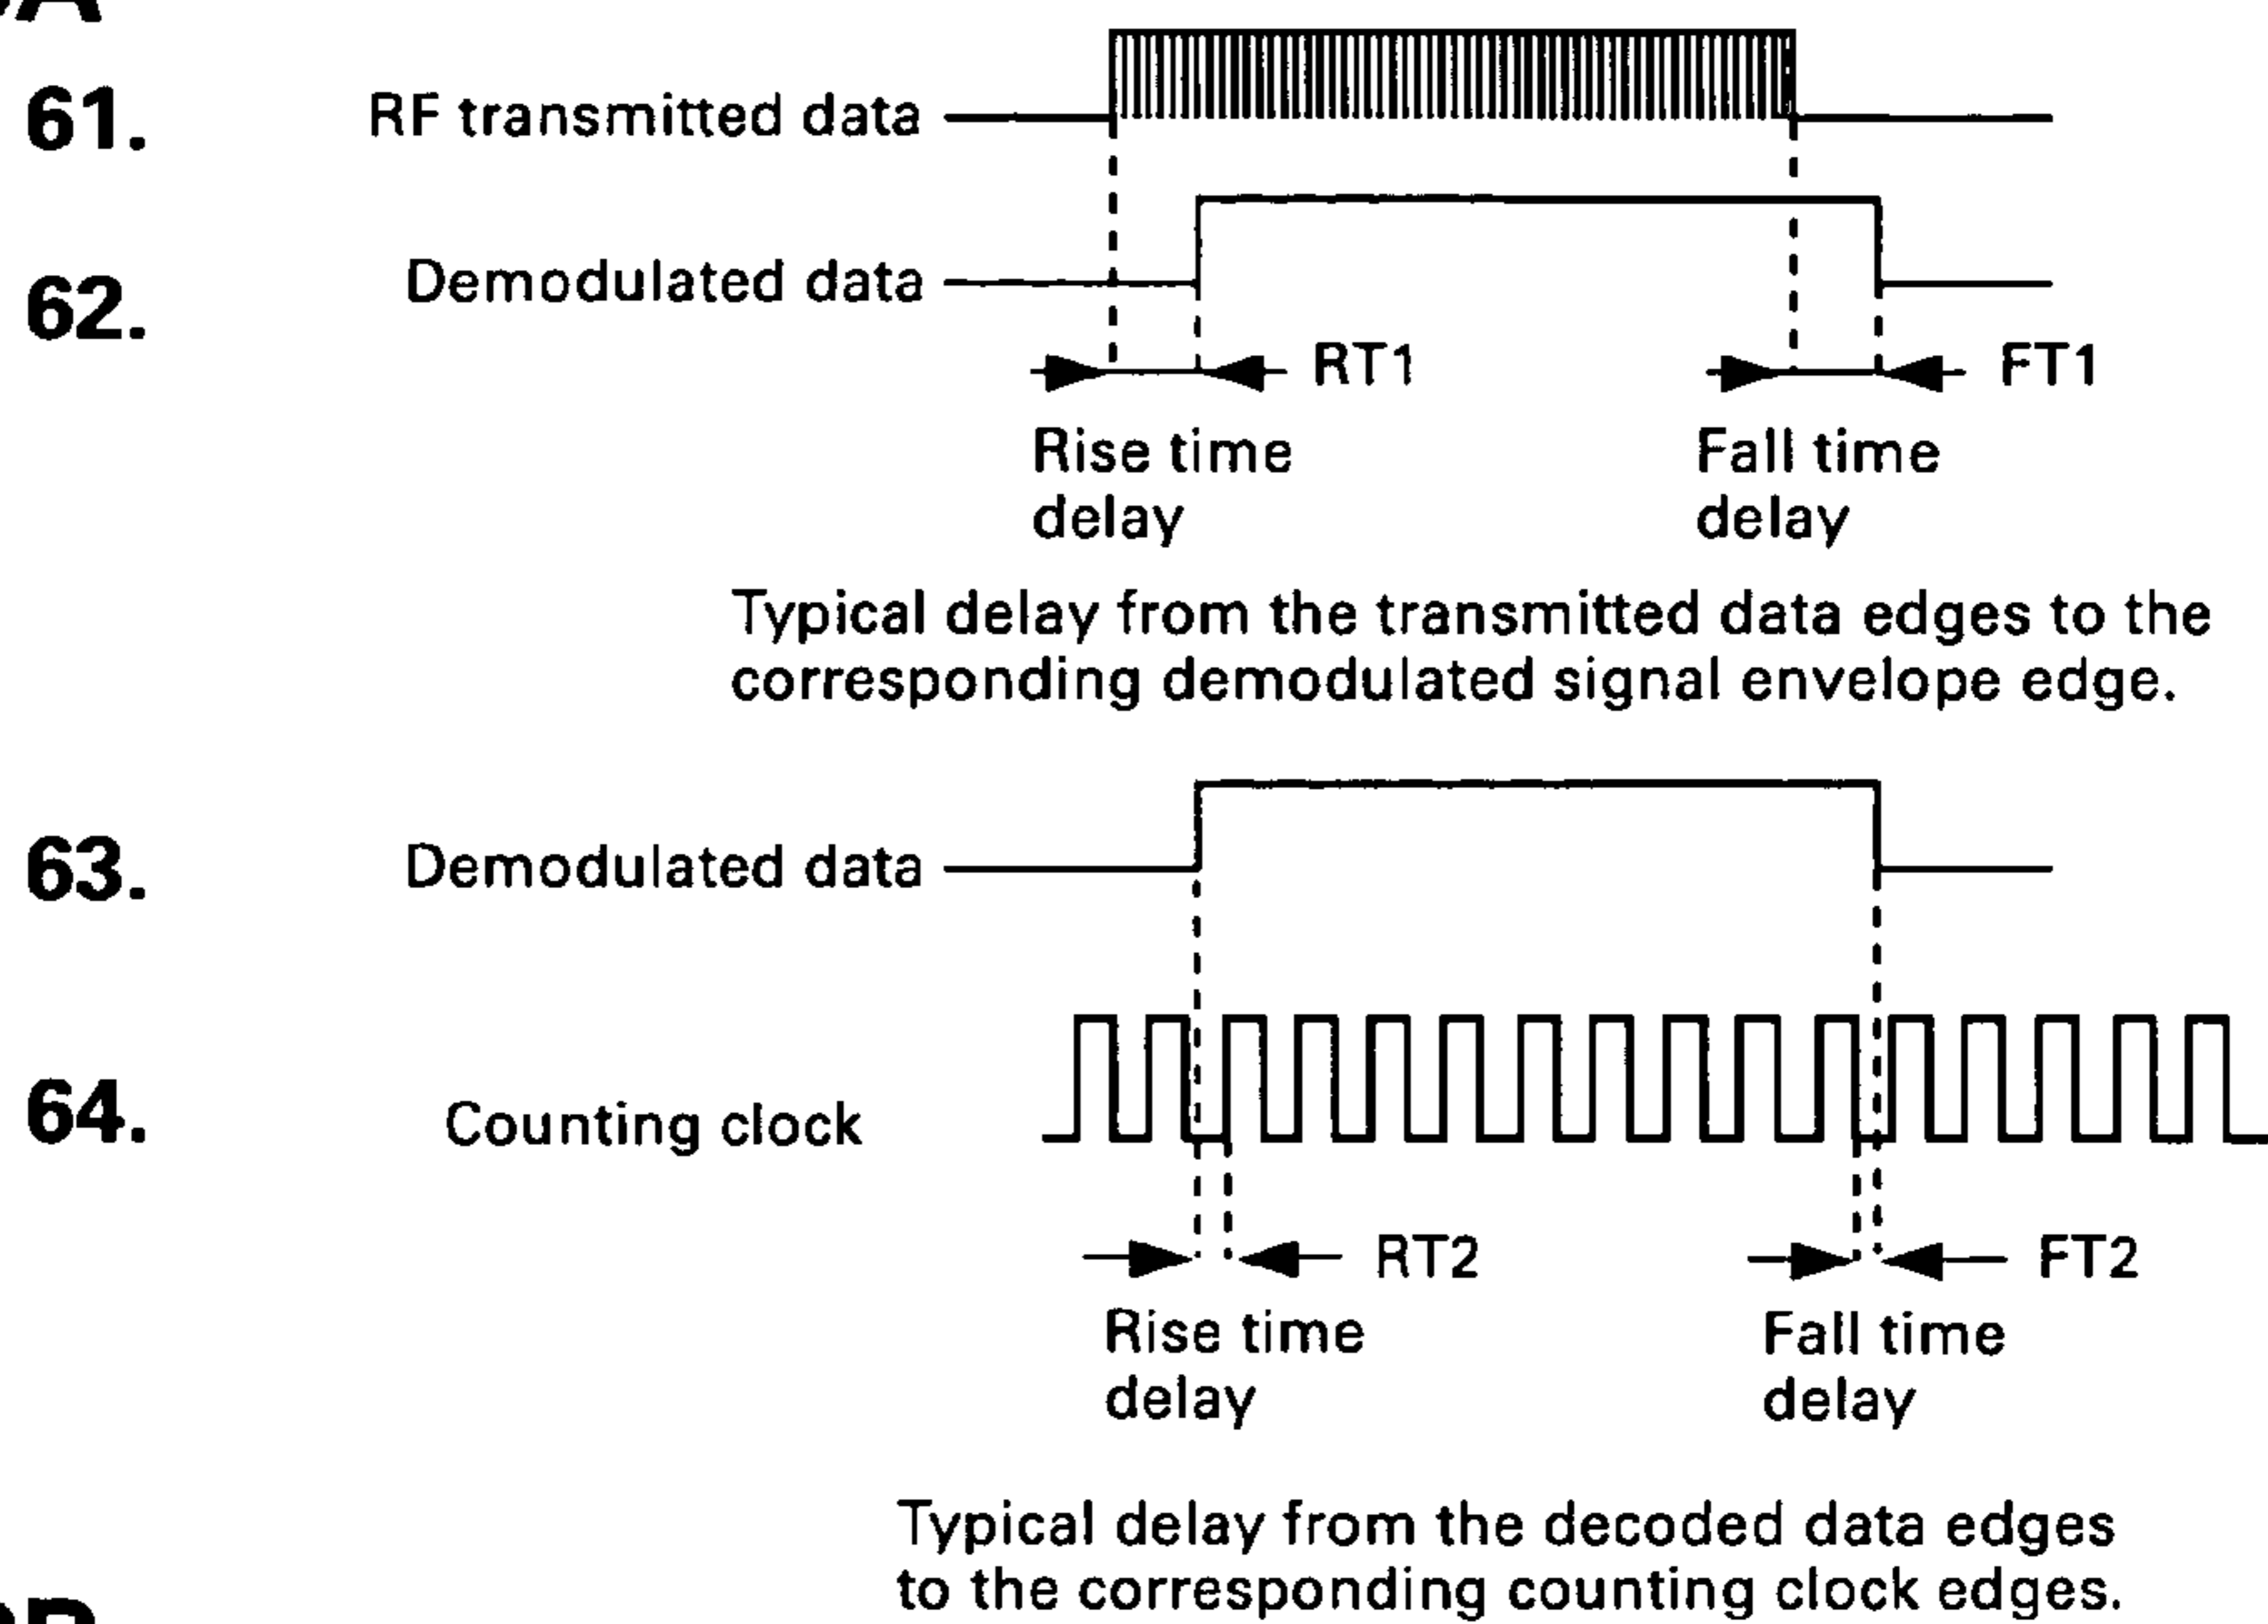 61.
RF transmitted data
62.
Demodulated data
RT1
FT1
Rise time
delay
Fall time
delay
Typical delay from the transmitted data edges to the
corresponding demodulated signal envelope edge.
63.
Demodulated data
64.
Counting clock
RT2
FT2
Rise time
delay
Fall time
delay
Typical delay from the decoded data edges
to the corresponding counting clock edges.